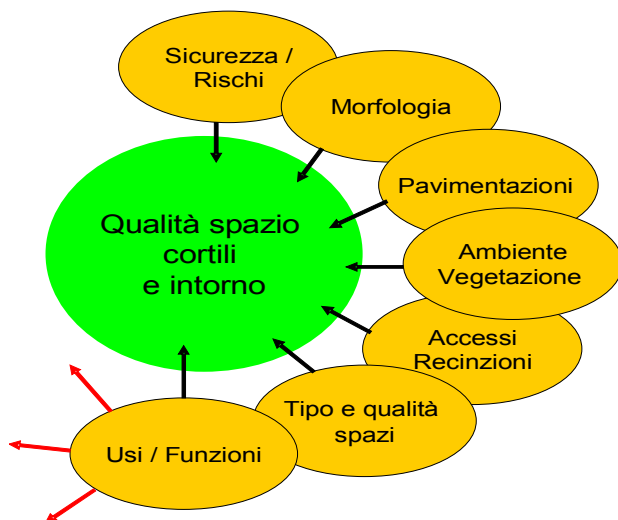 Sicurezza /
Rischi
Morfologia
Pavimentazioni
Qualità spazio
cortili
e intorno
Ambiente
Vegetazione
Accessi
Recinzioni
Tipo e qualità
spazi
Usi / Funzioni